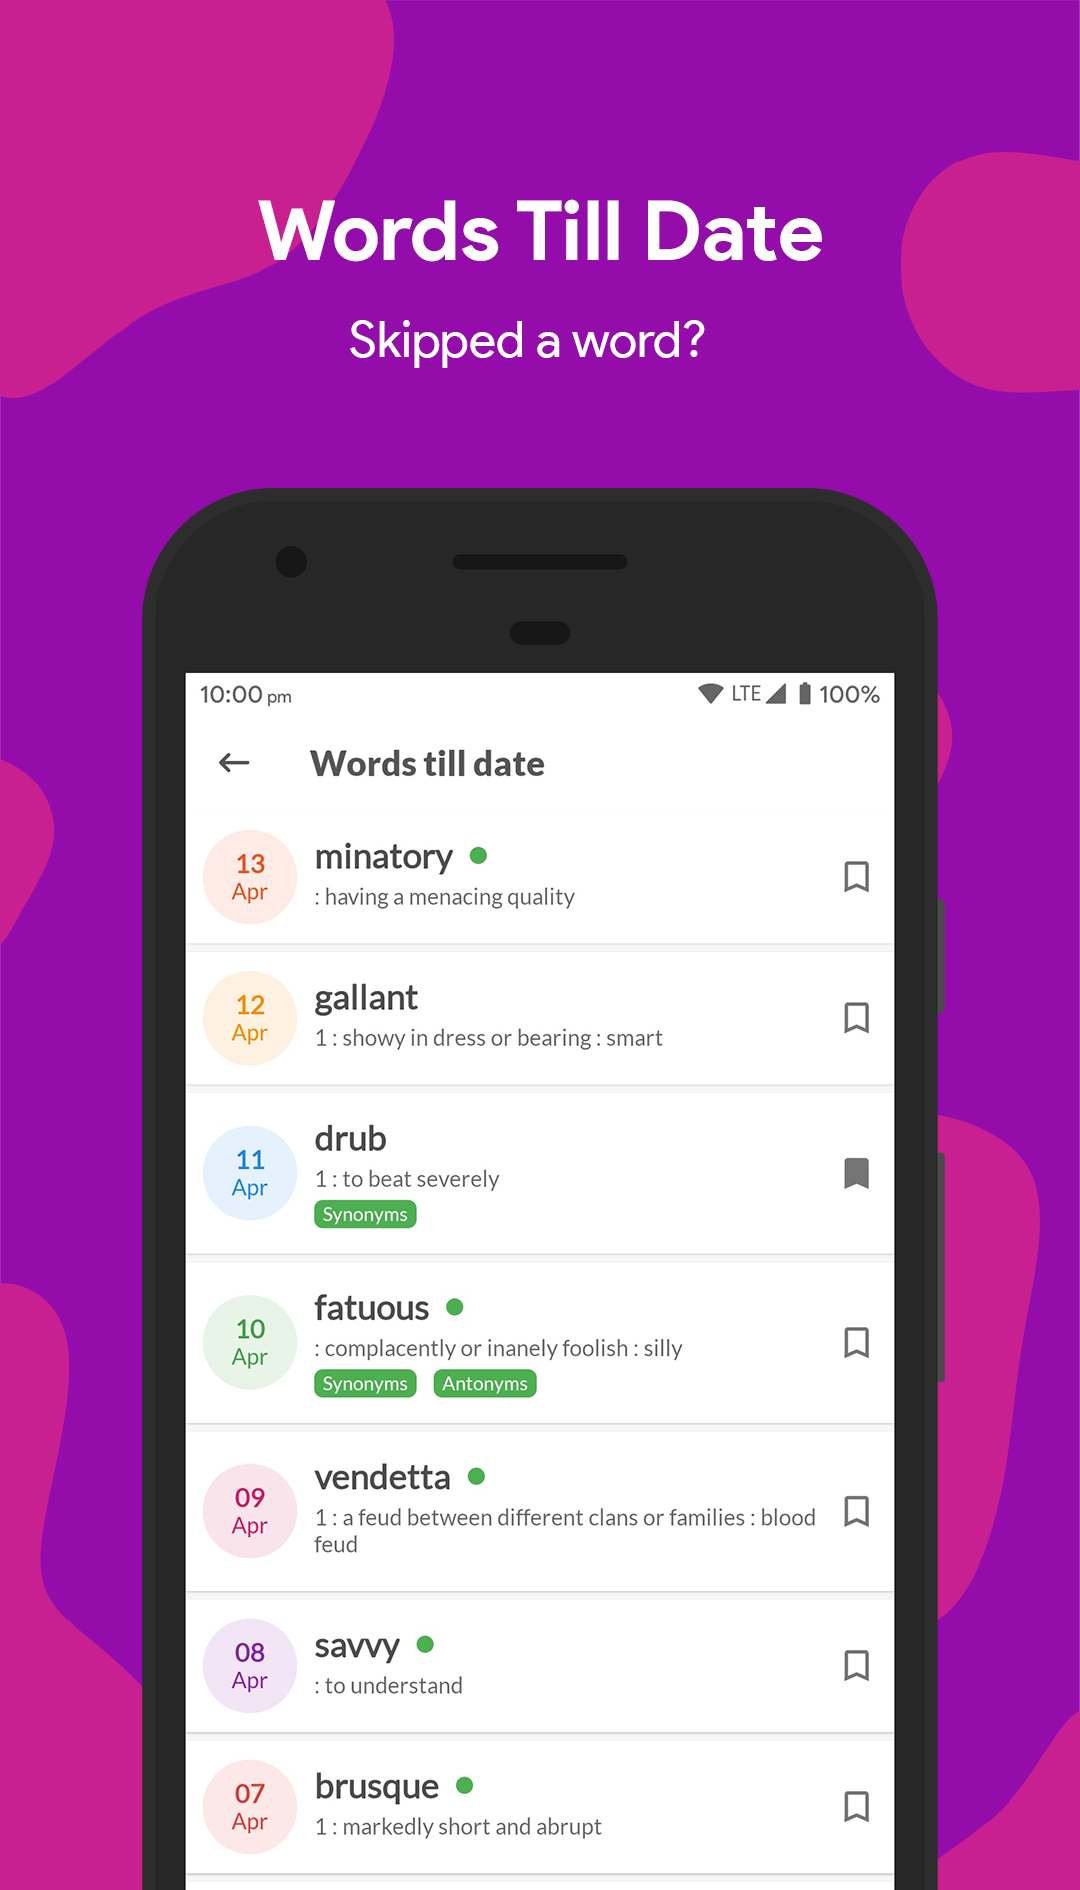 Words Till Date
Skipped a word?
10:00 pm LTE 100%
Words till date
13
Apr
minatory
: having a menacing quality
12
Apr
gallant
1 : showy in dress or bearing : smart
11
Apr
drub
1 : to beat severely
Synonyms
10
Apr
fatuous
: complacently or inanely foolish : silly
Synonyms Antonyms
09
Apr
vendetta
1 : a feud between different clans or families : blood
feud
08
Apr
savvy
: to understand
07
Apr
brusque
1 : markedly short and abrupt